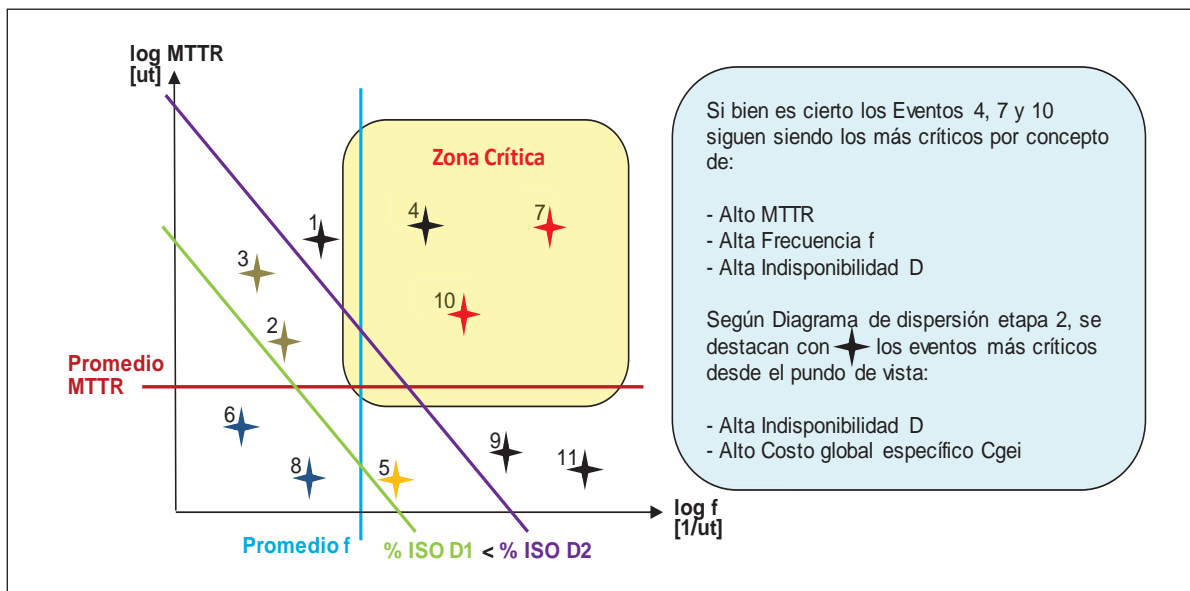 log MTTR
[ut]
Zona Crítica
1
4
7
3
10
2
Promedio
MTTR
6
9
8
5
11
log f
[1/ut]
Promedio f
% ISO D1 < % ISO D2
Si bien es cierto los Eventos 4, 7 y 10
siguen siendo los más críticos por concepto
de:
- Alto MTTR
- Alta Frecuencia f
- Alta Indisponibilidad D
Según Diagrama de dispersión etapa 2, se
destacan con los eventos más críticos
desde el pundo de vista:
- Alta Indisponibilidad D
- Alto Costo global específico Cgei